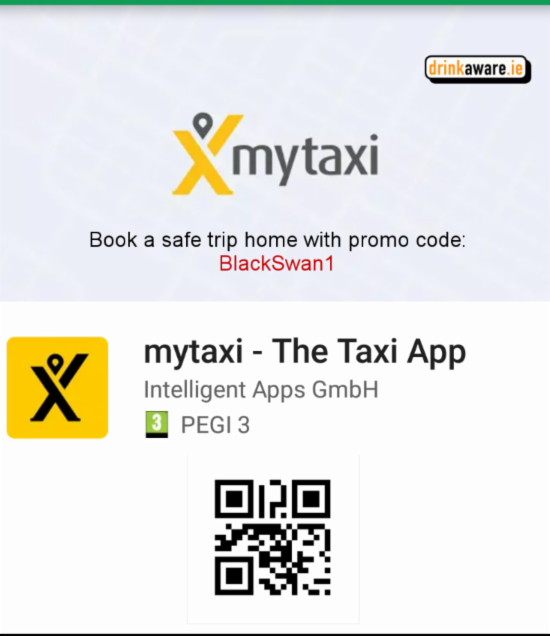 drinkaware.ie
mytaxi
Book a safe trip home with promo code:
BlackSwan1
mytaxi - The Taxi App
Intelligent Apps GmbH
3 PEGI 3